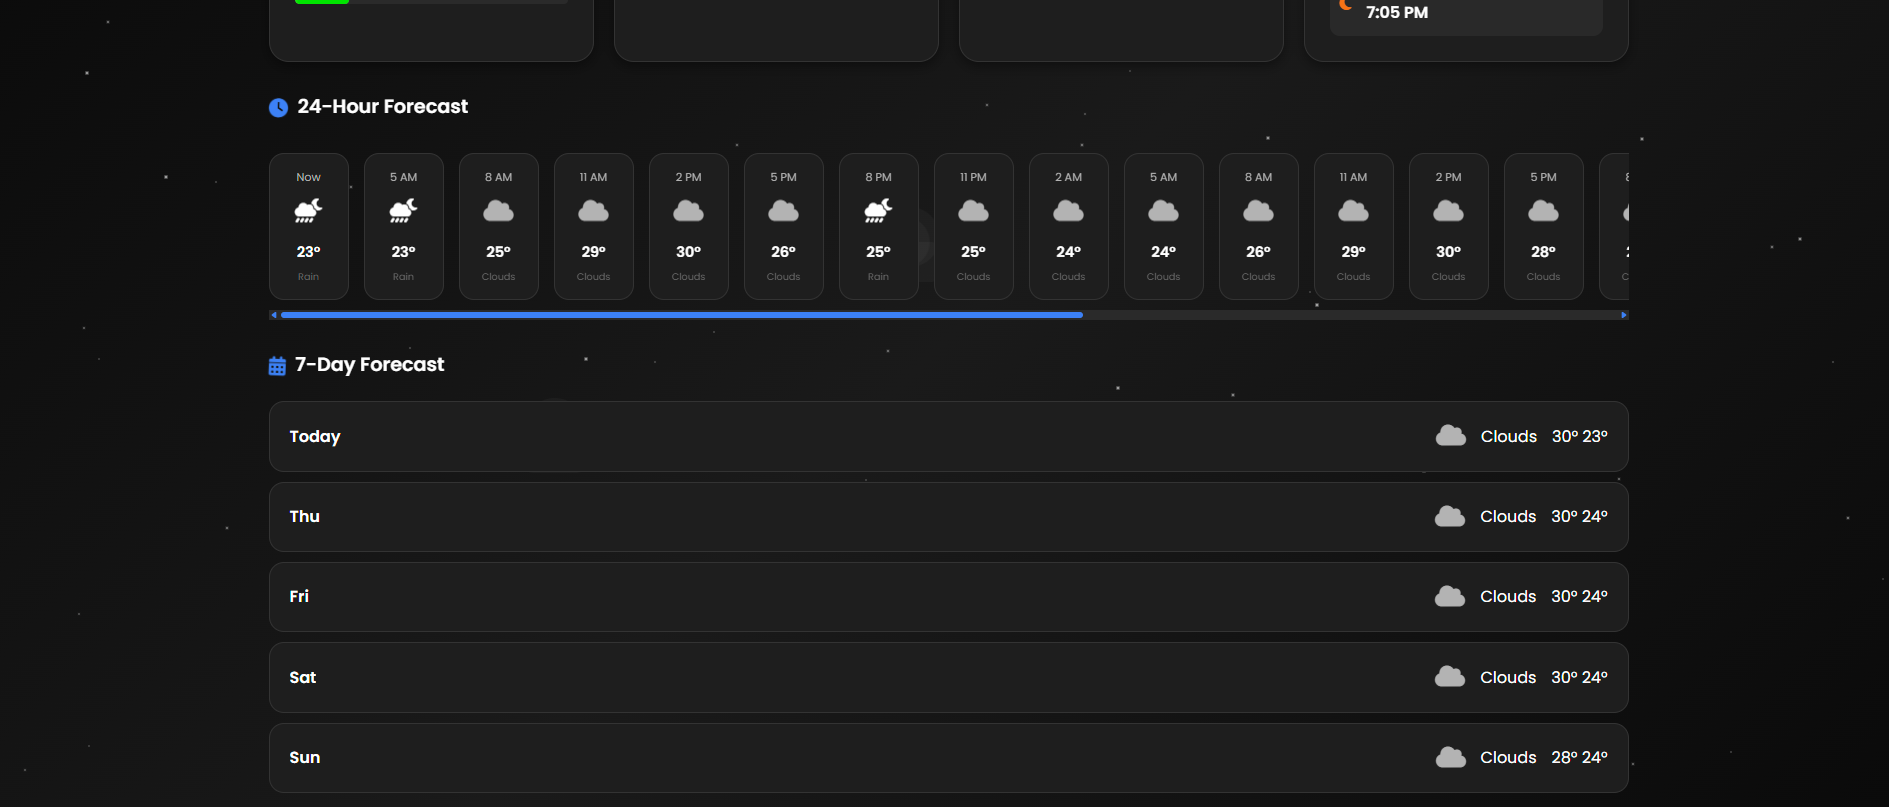 7:05 PM
24-Hour Forecast
Now 5 AM 8 AM 11 AM 2 PM 5 PM 8 PM 11 PM 2 AM 5 AM 8 AM 11 AM 2 PM 5 PM
23° 23° 25° 29° 30° 26° 25° 25° 24° 24° 26° 29° 30° 28°
Rain Rain Clouds Clouds Clouds Clouds Rain Clouds Clouds Clouds Clouds Clouds Clouds Clouds
7-Day Forecast
Today Clouds 30° 23°
Thu Clouds 30° 24°
Fri Clouds 30° 24°
Sat Clouds 30° 24°
Sun Clouds 28° 24°